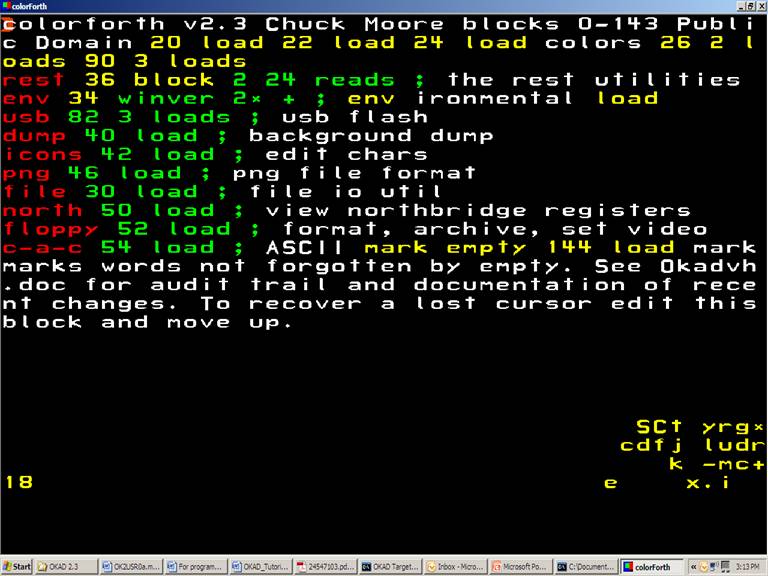 colorForth
colorforth v2.3 Chuck Moore blocks 0-143 Publi
c Domain 20 load 22 load 24 load colors 26 2 l
oads 90 3 loads
rest 36 block 2 24 reads ; the rest utilities
env 34 winver 2* + ; env ironmental load
usb 82 3 loads ; usb flash
dump 40 load ; background dump
icons 42 load ; edit chars
png 46 load ; png file format
file 30 load ; file io util
north 50 load ; view northbridge registers
floppy 52 load ; format, archive, set video
c-a-c 54 load ; ASCII mark empty 144 load mark
marks words not forgotten by empty. See Okadvh
.doc for audit trail and documentation of rece
nt changes. To recover a lost cursor edit this
block and move up.
SCt yrg*
cdfj ludr
k -mc+
18 e x.i
Start OKAD 2.3 OK2USR0a.m... For program... OKAD_Tutori... 24547103.pd... OKAD Target... Inbox - Micro... Microsoft Po... C:\Document... colorForth « 3:13 PM